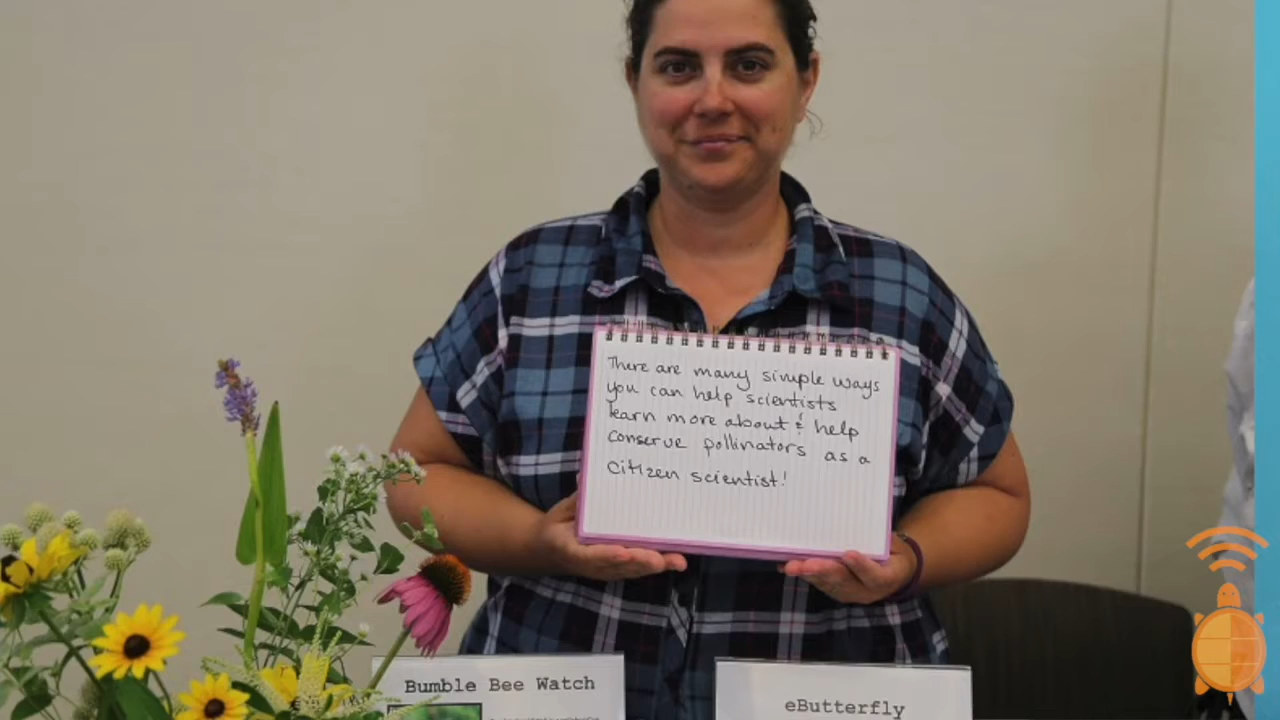 There are many simple ways
you can help scientists
learn more about & help
conserve pollinators as a
citizen scientist!
Bumble Bee Watch
eButterfly